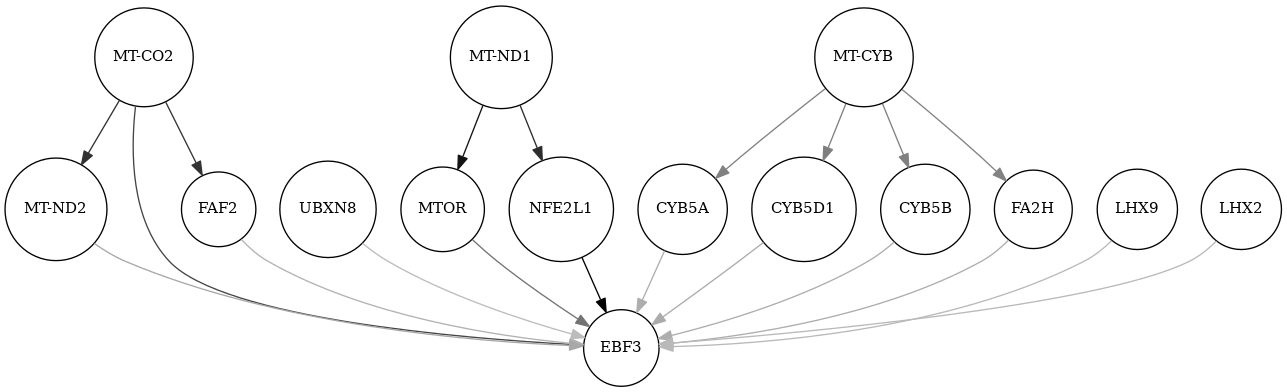 MT-CO2
MT-ND1
MT-CYB
MT-ND2
FAF2
UBXN8
MTOR
NFE2L1
CYB5A
CYB5D1
CYB5B
FA2H
LHX9
LHX2
EBF3